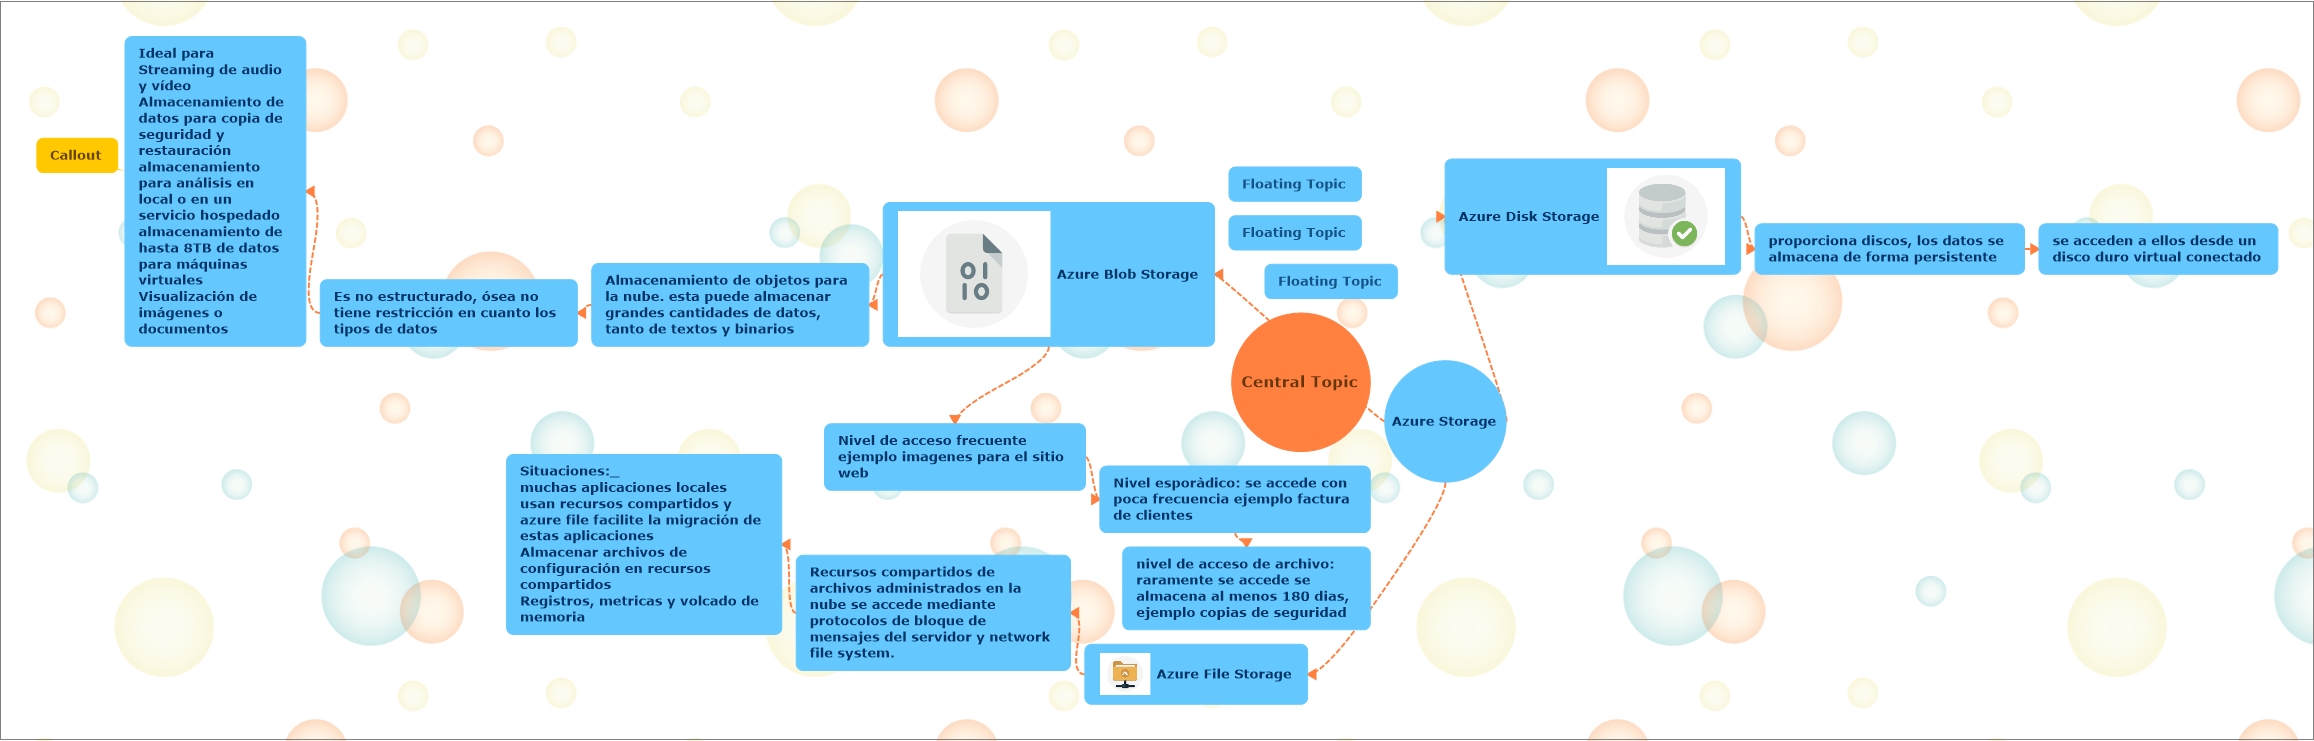 Callout
Ideal para
Streaming de audio
y vídeo
Almacenamiento de
datos para copia de
seguridad y
restauración
almacenamiento
para análisis en
local o en un
servicio hospedado
almacenamiento de
hasta 8TB de datos
para máquinas
virtuales
Visualización de
imágenes o
documentos
Es no estructurado, ósea no
tiene restricción en cuanto los
tipos de datos
Almacenamiento de objetos para
la nube. esta puede almacenar
grandes cantidades de datos,
tanto de textos y binarios
Azure Blob Storage
Floating Topic
Floating Topic
Floating Topic
Azure Disk Storage
proporciona discos, los datos se
almacena de forma persistente
se acceden a ellos desde un
disco duro virtual conectado
Central Topic
Azure Storage
Nivel de acceso frecuente
ejemplo imagenes para el sitio
web
Nivel esporàdico: se accede con
poca frecuencia ejemplo factura
de clientes
nivel de acceso de archivo:
raramente se accede se
almacena al menos 180 dias,
ejemplo copias de seguridad
Situaciones:_
muchas aplicaciones locales
usan recursos compartidos y
azure file facilite la migración de
estas aplicaciones
Almacenar archivos de
configuración en recursos
compartidos
Registros, metricas y volcado de
memoria
Recursos compartidos de
archivos administrados en la
nube se accede mediante
protocolos de bloque de
mensajes del servidor y network
file system.
Azure File Storage